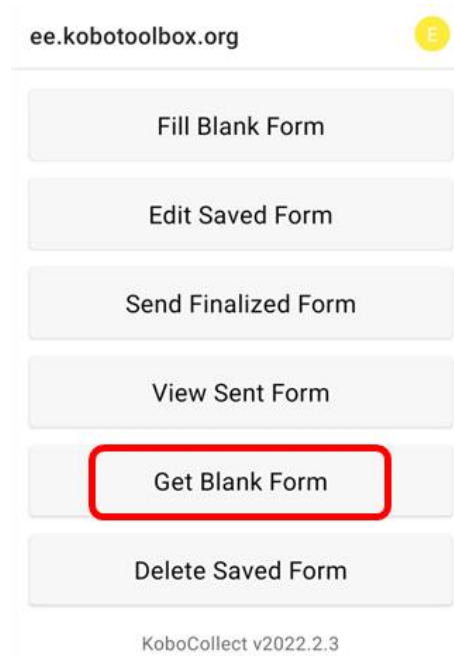 ee.kobotoolbox.org
E
Fill Blank Form
Edit Saved Form
Send Finalized Form
View Sent Form
Get Blank Form
Delete Saved Form
KoboCollect v2022.2.3